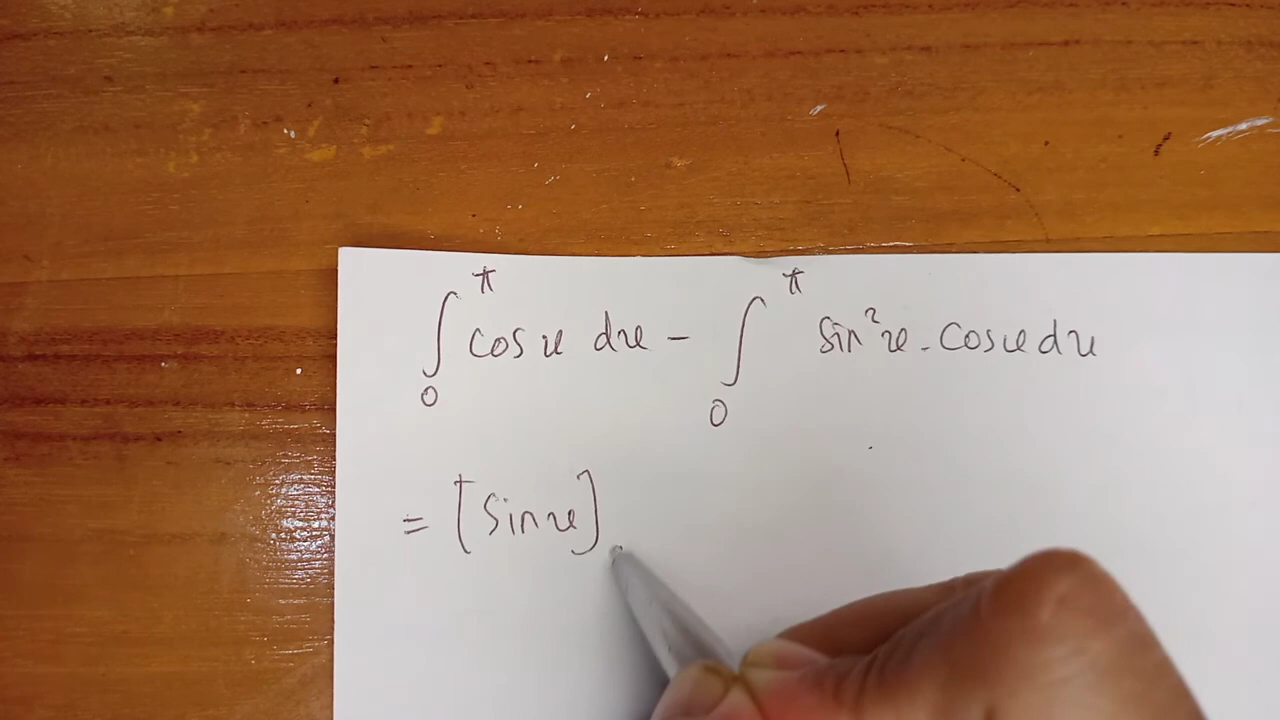 ∫₀^π cos x dx - ∫₀^π sin²x . cos x dx
= [sin x]